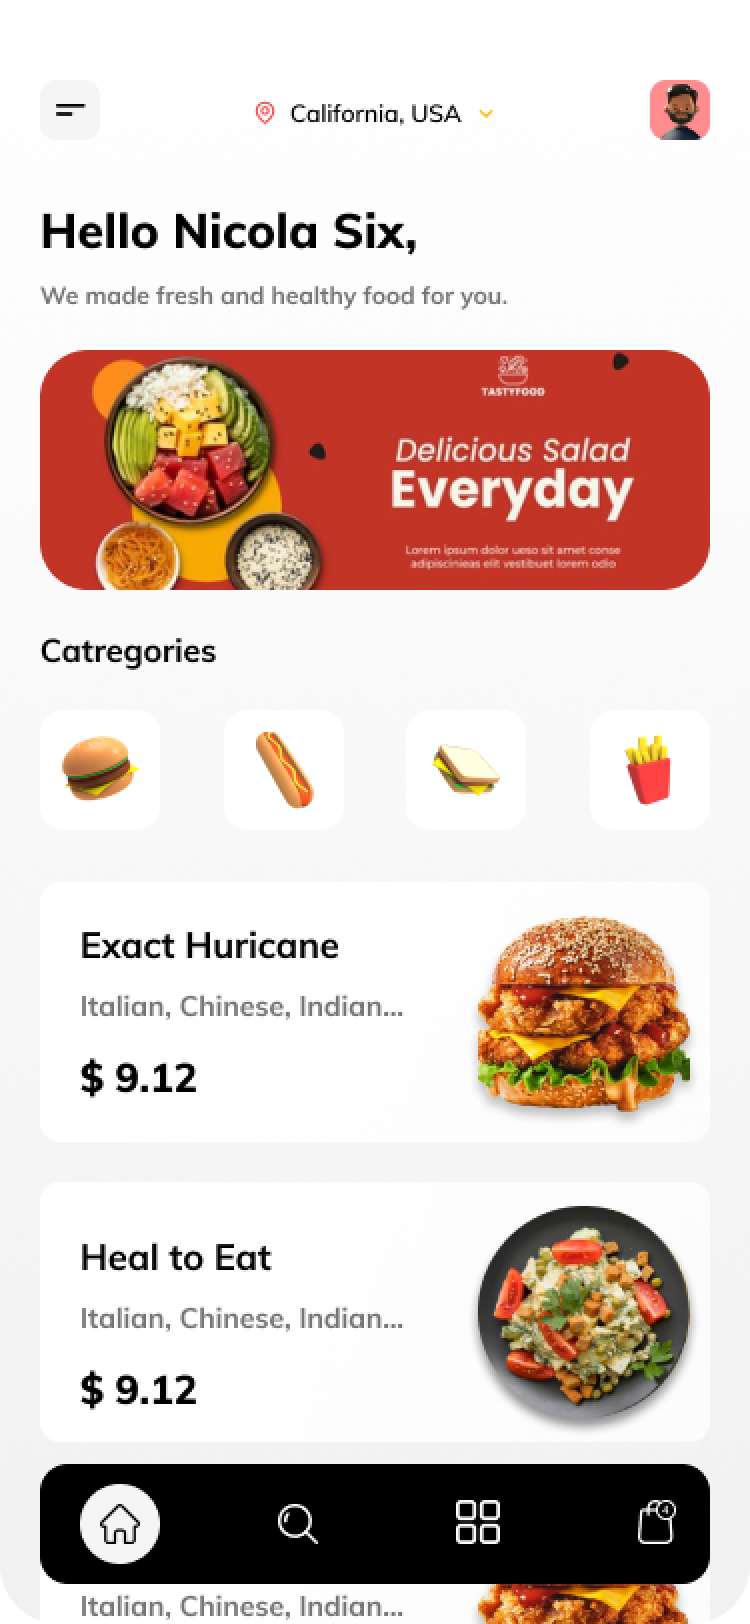 California, USA
Hello Nicola Six,
We made fresh and healthy food for you.
TASTYFOOD
Delicious Salad
Everyday
Lorem ipsum dolor ueso sit amet conse
adipiscinieas elit vestibuet lorem odio
Catregories
Exact Huricane
Italian, Chinese, Indian...
$ 9.12
Heal to Eat
Italian, Chinese, Indian...
$ 9.12
4
Italian, Chinese, Indian...